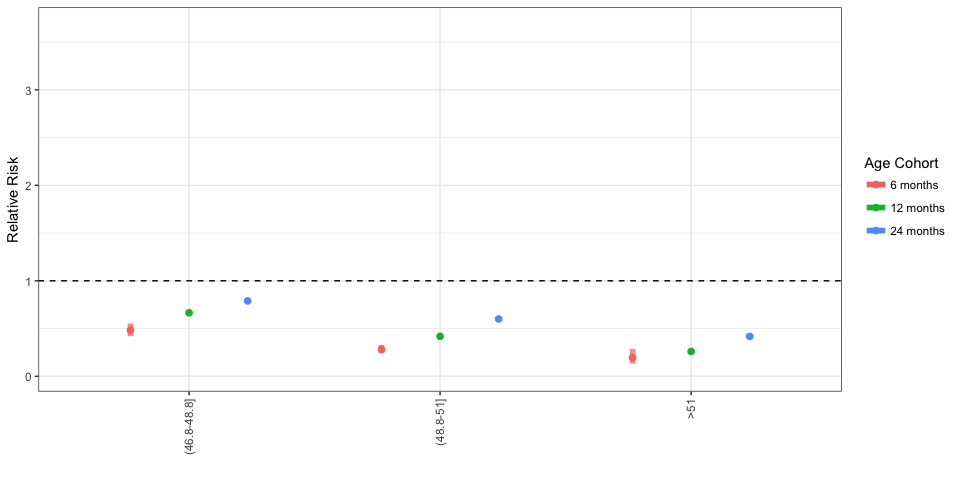 Relative Risk
3
2
1
0
(46.8-48.8]
(48.8-51]
>51
Age Cohort
6 months
12 months
24 months